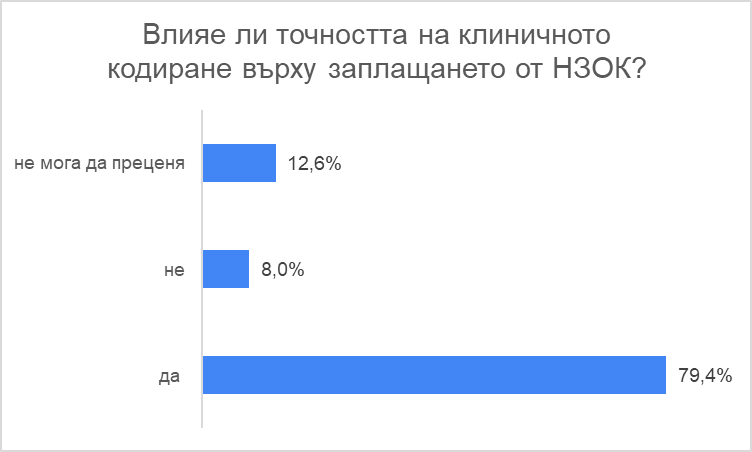 Влияе ли точността на клиничното
кодиране върху заплащането от НЗОК?
не мога да преценя
12,6%
не
8,0%
да
79,4%